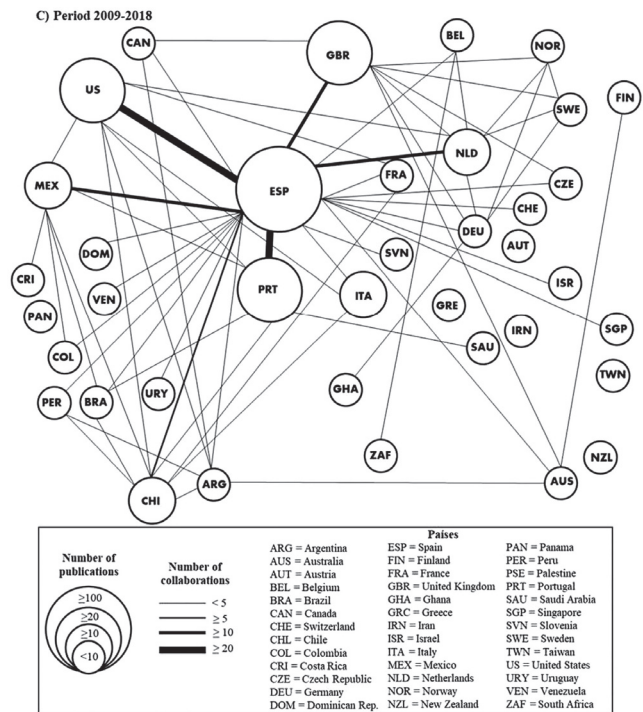 C) Period 2009-2018
CAN
GBR
BEL
NOR
US
FIN
SWE
NLD
MEX
ESP
FRA
CZE
CHE
DEU
AUT
DOM
SVN
CRI
VEN
PRT
ITA
ISR
PAN
GRE
COL
IRN
SGP
SAU
TWN
PER
BRA
URY
GHA
ZAF
NZL
CHI
ARG
AUS
Number of
publications
≥100
≥20
≥10
<10
Number of
collaborations
< 5
≥ 5
≥ 10
≥ 20
Países
ARG = Argentina
AUS = Australia
AUT = Austria
BEL = Belgium
BRA = Brazil
CAN = Canada
CHE = Switzerland
CHL = Chile
COL = Colombia
CRI = Costa Rica
CZE = Czech Republic
DEU = Germany
DOM = Dominican Rep.
ESP = Spain
FIN = Finland
FRA = France
GBR = United Kingdom
GHA = Ghana
GRC = Greece
IRN = Iran
ISR = Israel
ITA = Italy
MEX = Mexico
NLD = Netherlands
NOR = Norway
NZL = New Zealand
PAN = Panama
PER = Peru
PSE = Palestine
PRT = Portugal
SAU = Saudi Arabia
SGP = Singapore
SVN = Slovenia
SWE = Sweden
TWN = Taiwan
US = United States
URY = Uruguay
VEN = Venezuela
ZAF = South Africa